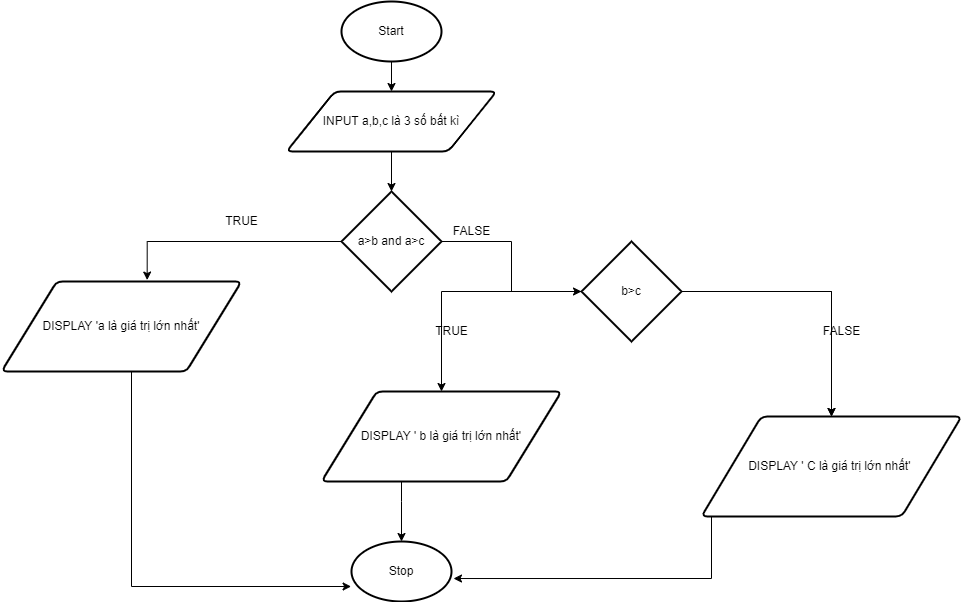 Start
INPUT a,b,c là 3 số bất kì
TRUE
FALSE
a>b and a>c
b>c
DISPLAY 'a là giá trị lớn nhất'
TRUE
FALSE
DISPLAY ' b là giá trị lớn nhất'
DISPLAY ' C là giá trị lớn nhất'
Stop